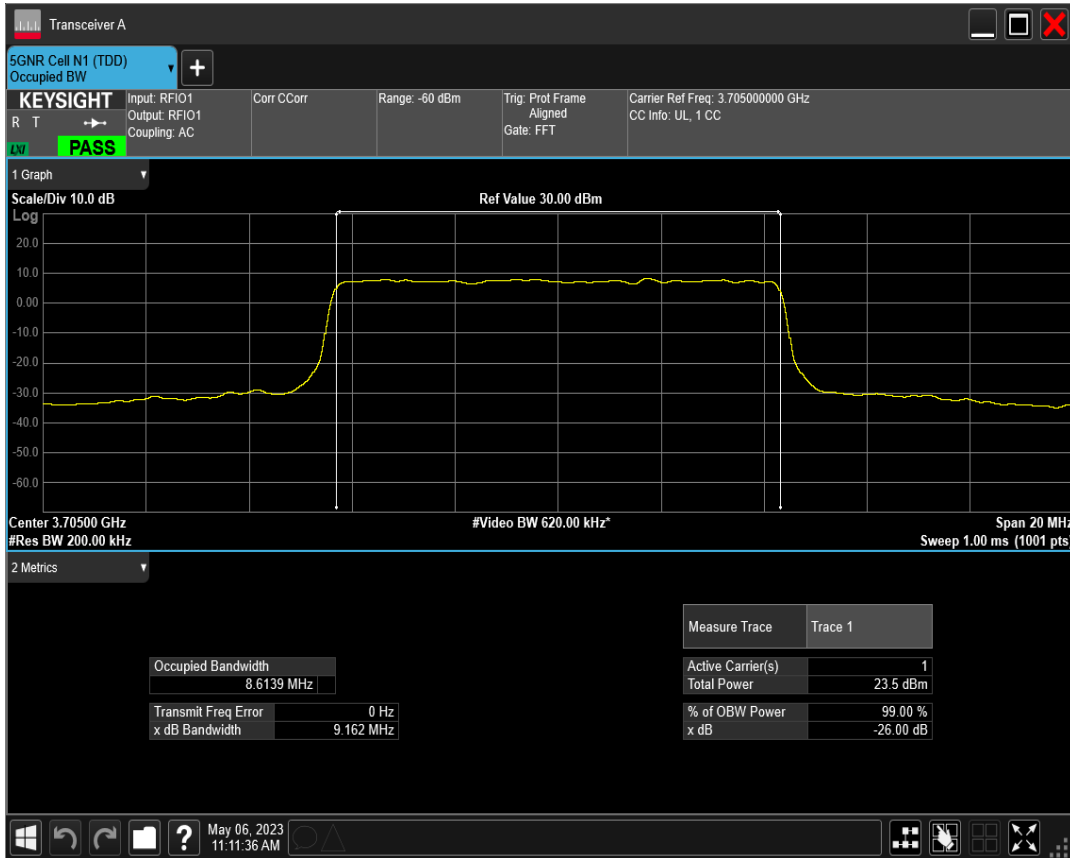 Transceiver A
5GNR Cell N1 (TDD)
Occupied BW
+
KEYSIGHT
R T
LXI
PASS
Input: RFIO1
Output: RFIO1
Coupling: AC
Corr CCorr
Range: -60 dBm
Trig: Prot Frame
Aligned
Gate: FFT
Carrier Ref Freq: 3.705000000 GHz
CC Info: UL, 1 CC
1 Graph
Scale/Div 10.0 dB
Ref Value 30.00 dBm
Log
20.0
10.0
0.00
-10.0
-20.0
-30.0
-40.0
-50.0
-60.0
Center 3.70500 GHz
#Video BW 620.00 kHz*
Span 20 MHz
#Res BW 200.00 kHz
Sweep 1.00 ms (1001 pts)
2 Metrics
Measure Trace Trace 1
Occupied Bandwidth
8.6139 MHz
Active Carrier(s) 1
Total Power 23.5 dBm
Transmit Freq Error 0 Hz
x dB Bandwidth 9.162 MHz
% of OBW Power 99.00 %
x dB -26.00 dB
?
May 06, 2023
11:11:36 AM